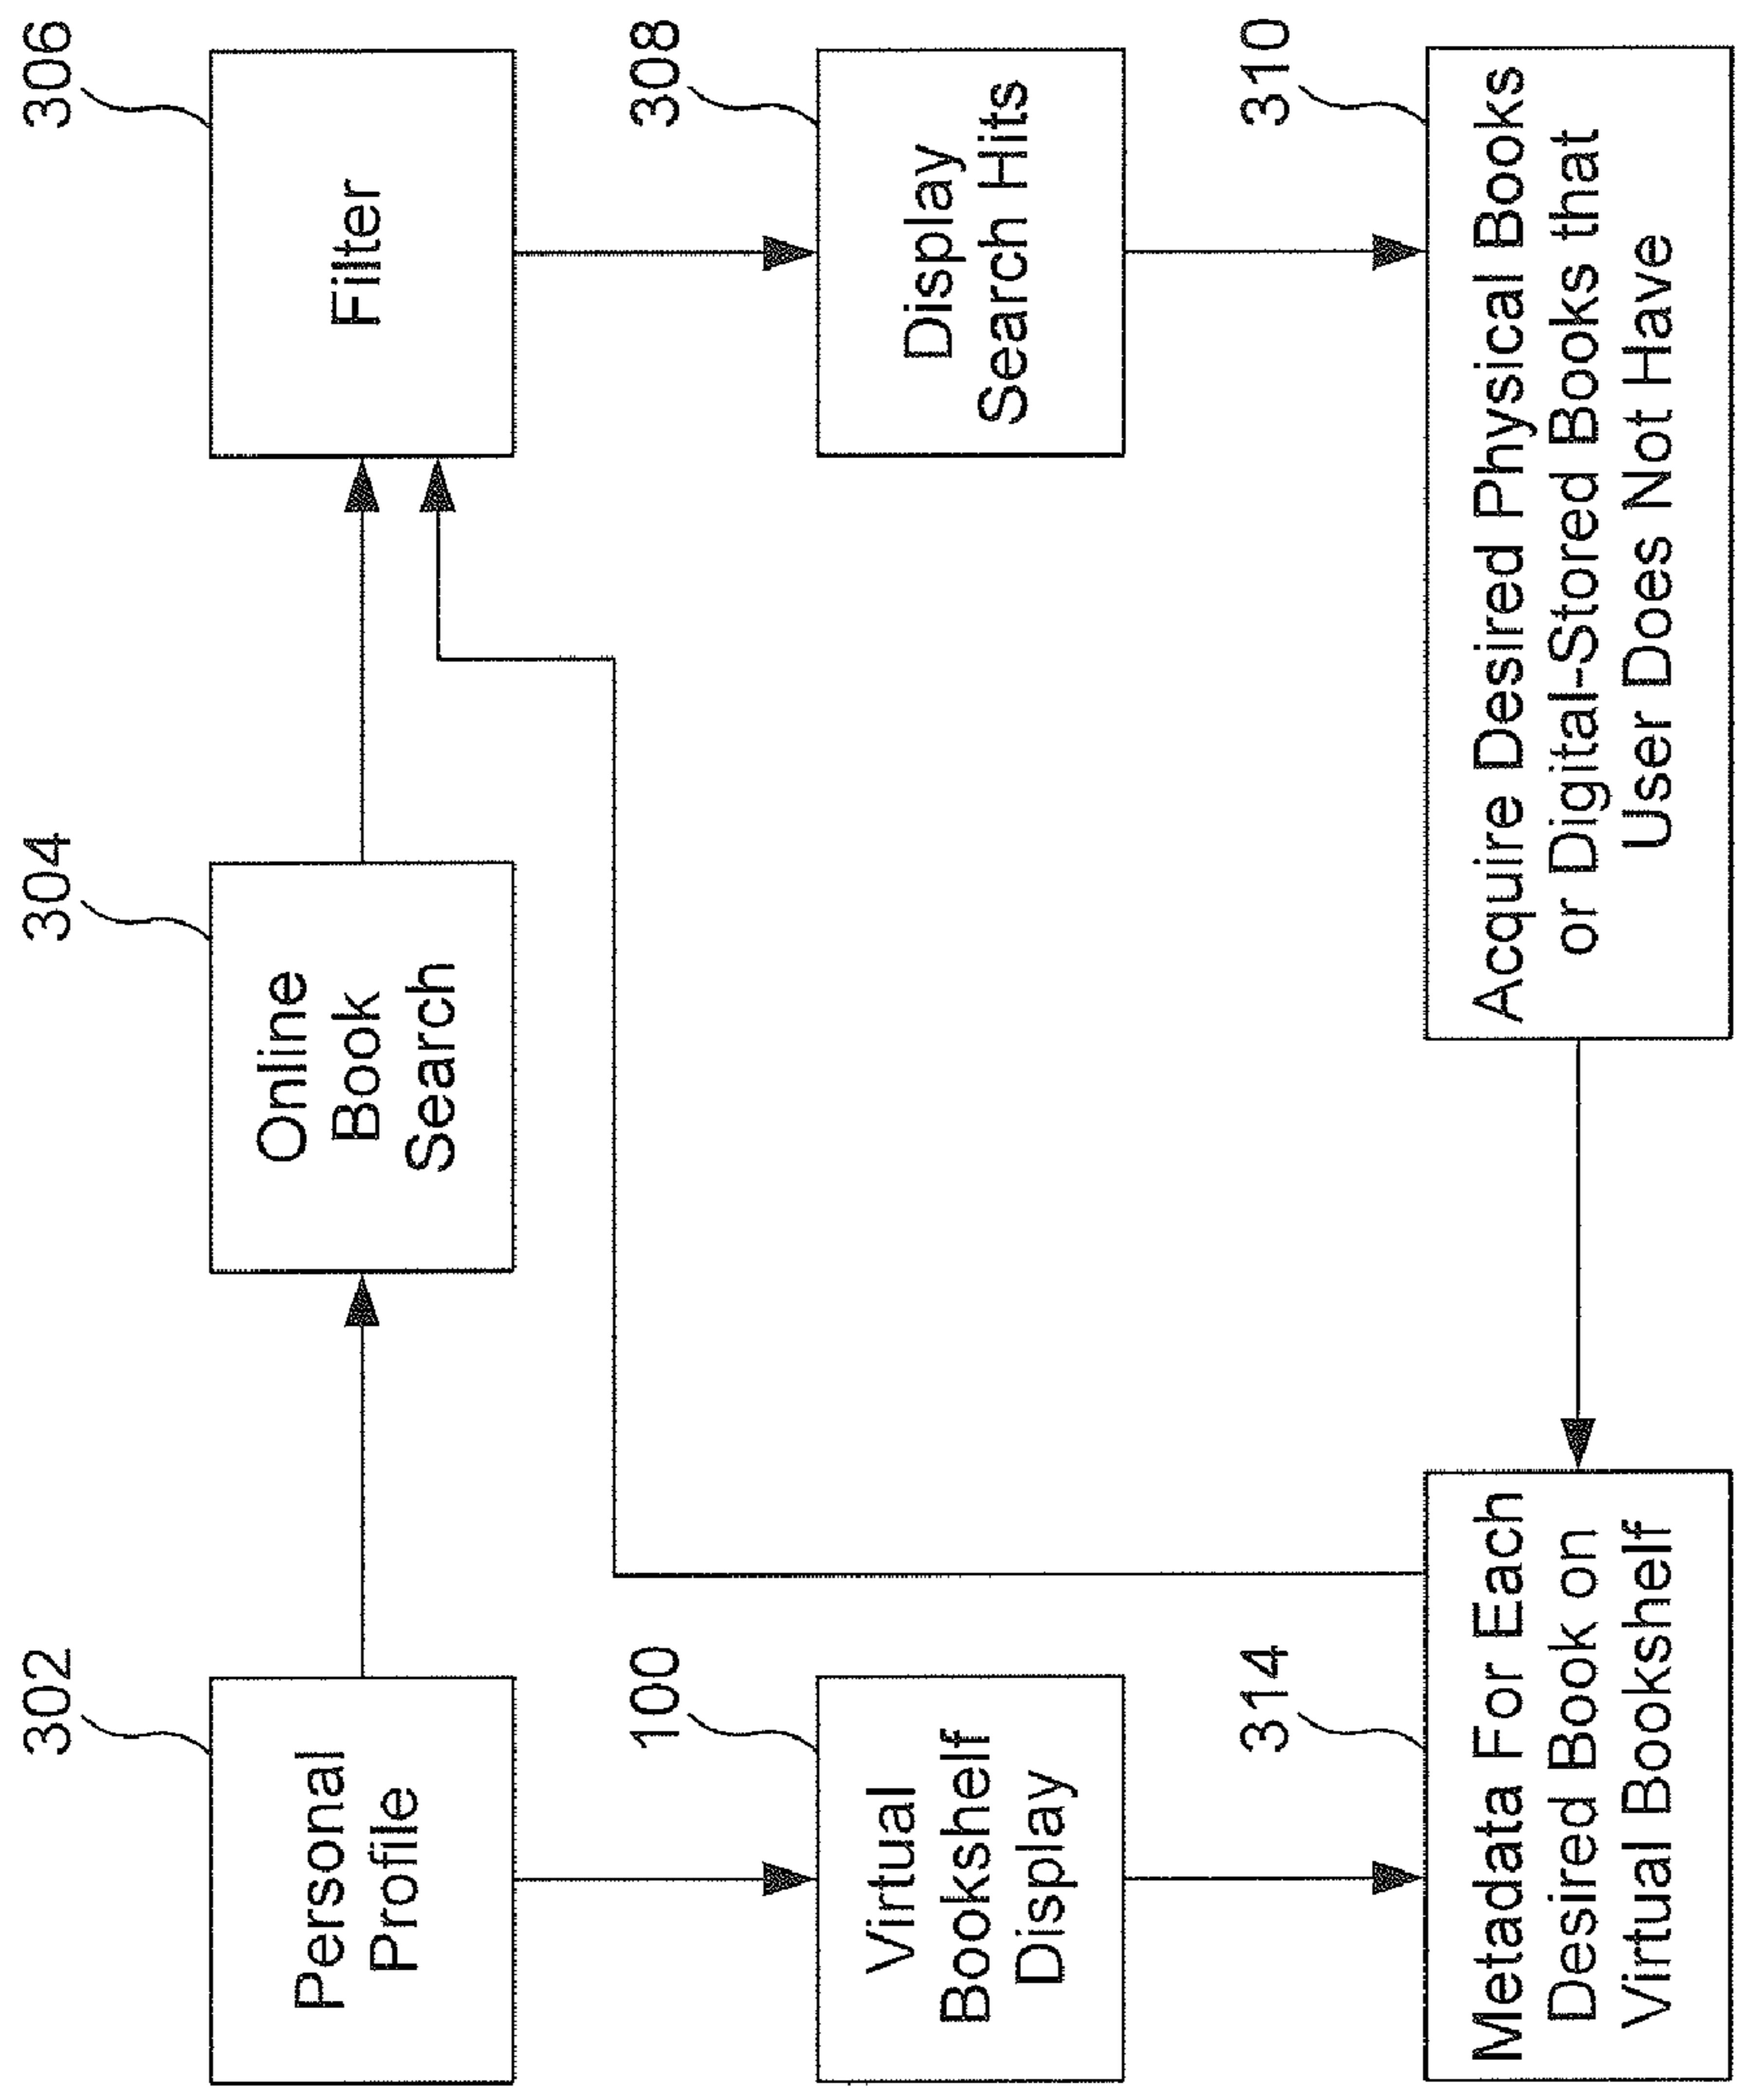 302
Personal
Profile
304
Online
Book
Search
306
Filter
100
Virtual
Bookshelf
Display
308
Display
Search Hits
314
Metadata For Each
Desired Book on
Virtual Bookshelf
310
Acquire Desired Physical Books
or Digital-Stored Books that
User Does Not Have